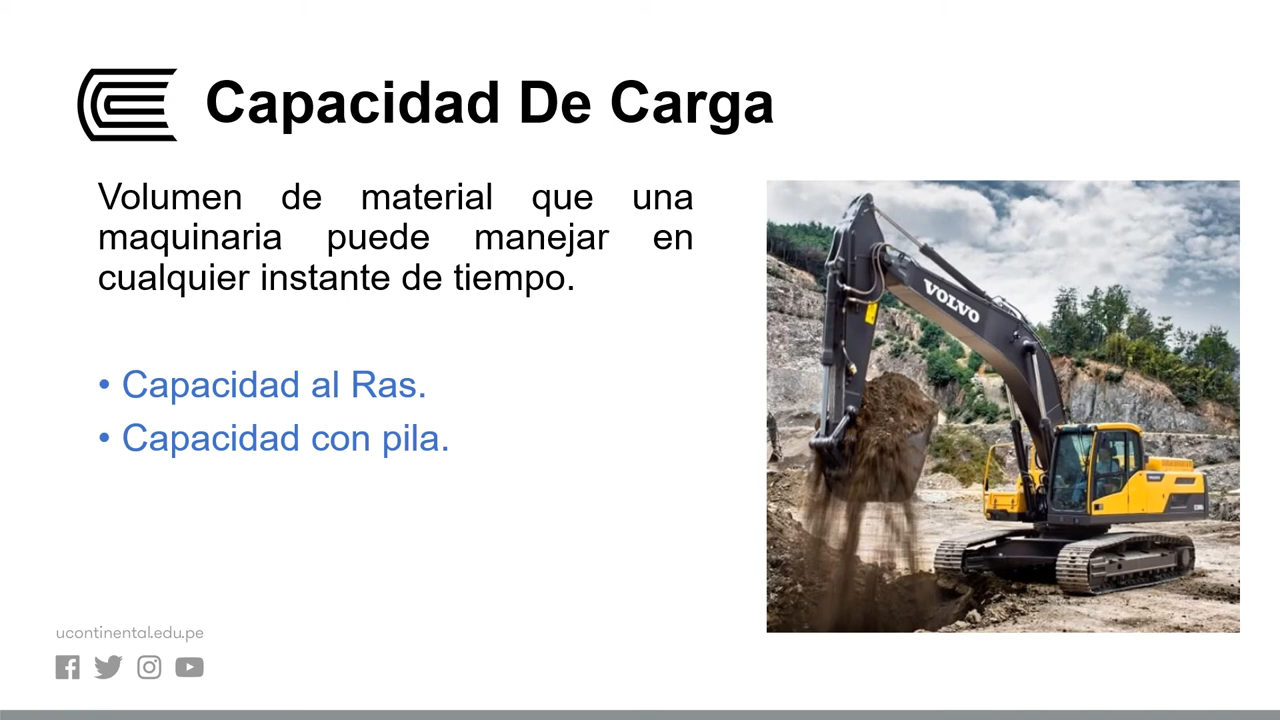 Capacidad De Carga
Volumen de material que una
maquinaria puede manejar en
cualquier instante de tiempo.
• Capacidad al Ras.
• Capacidad con pila.
VOLVO
ucontinental.edu.pe